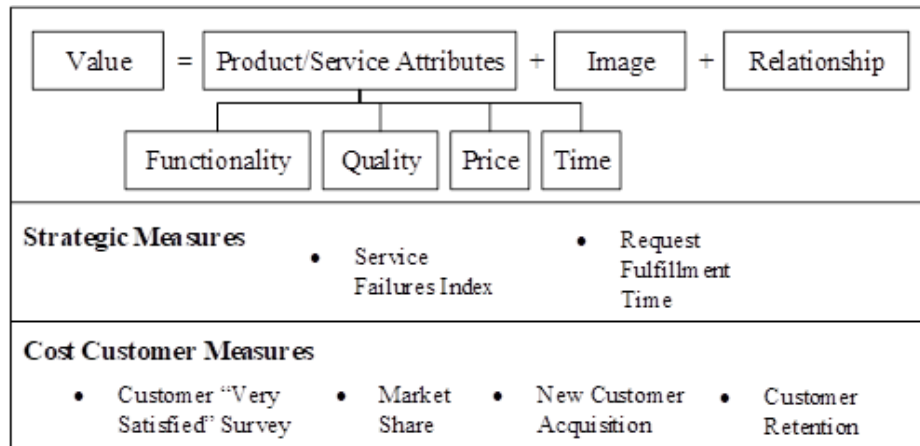 Value = Product/Service Attributes + Image + Relationship
Functionality Quality Price Time
Strategic Measures
• Service
Failures Index
• Request
Fulfillment
Time
Cost Customer Measures
• Customer “Very
Satisfied” Survey
• Market
Share
• New Customer
Acquisition
• Customer
Retention